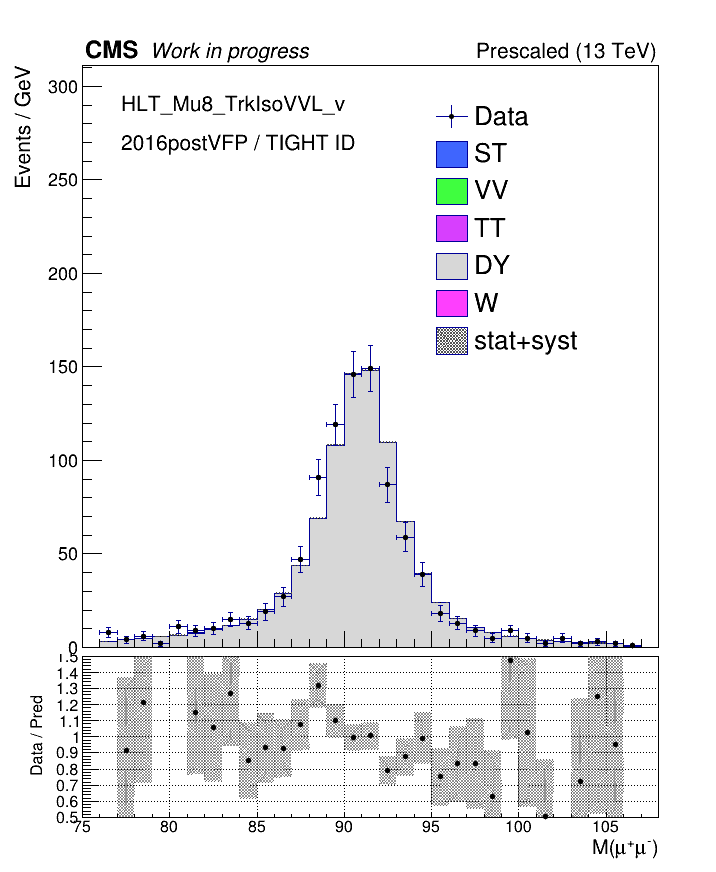 CMS Work in progress Prescaled (13 TeV)
Events / GeV
300
250
200
150
100
50
0
HLT_Mu8_TrkIsoVVL_v
2016postVFP / TIGHT ID
Data
ST
VV
TT
DY
W
stat+syst
Data / Pred
1.5
1.4
1.3
1.2
1.1
1
0.9
0.8
0.7
0.6
0.5
75 80 85 90 95 100 105
M(μ⁺μ⁻)